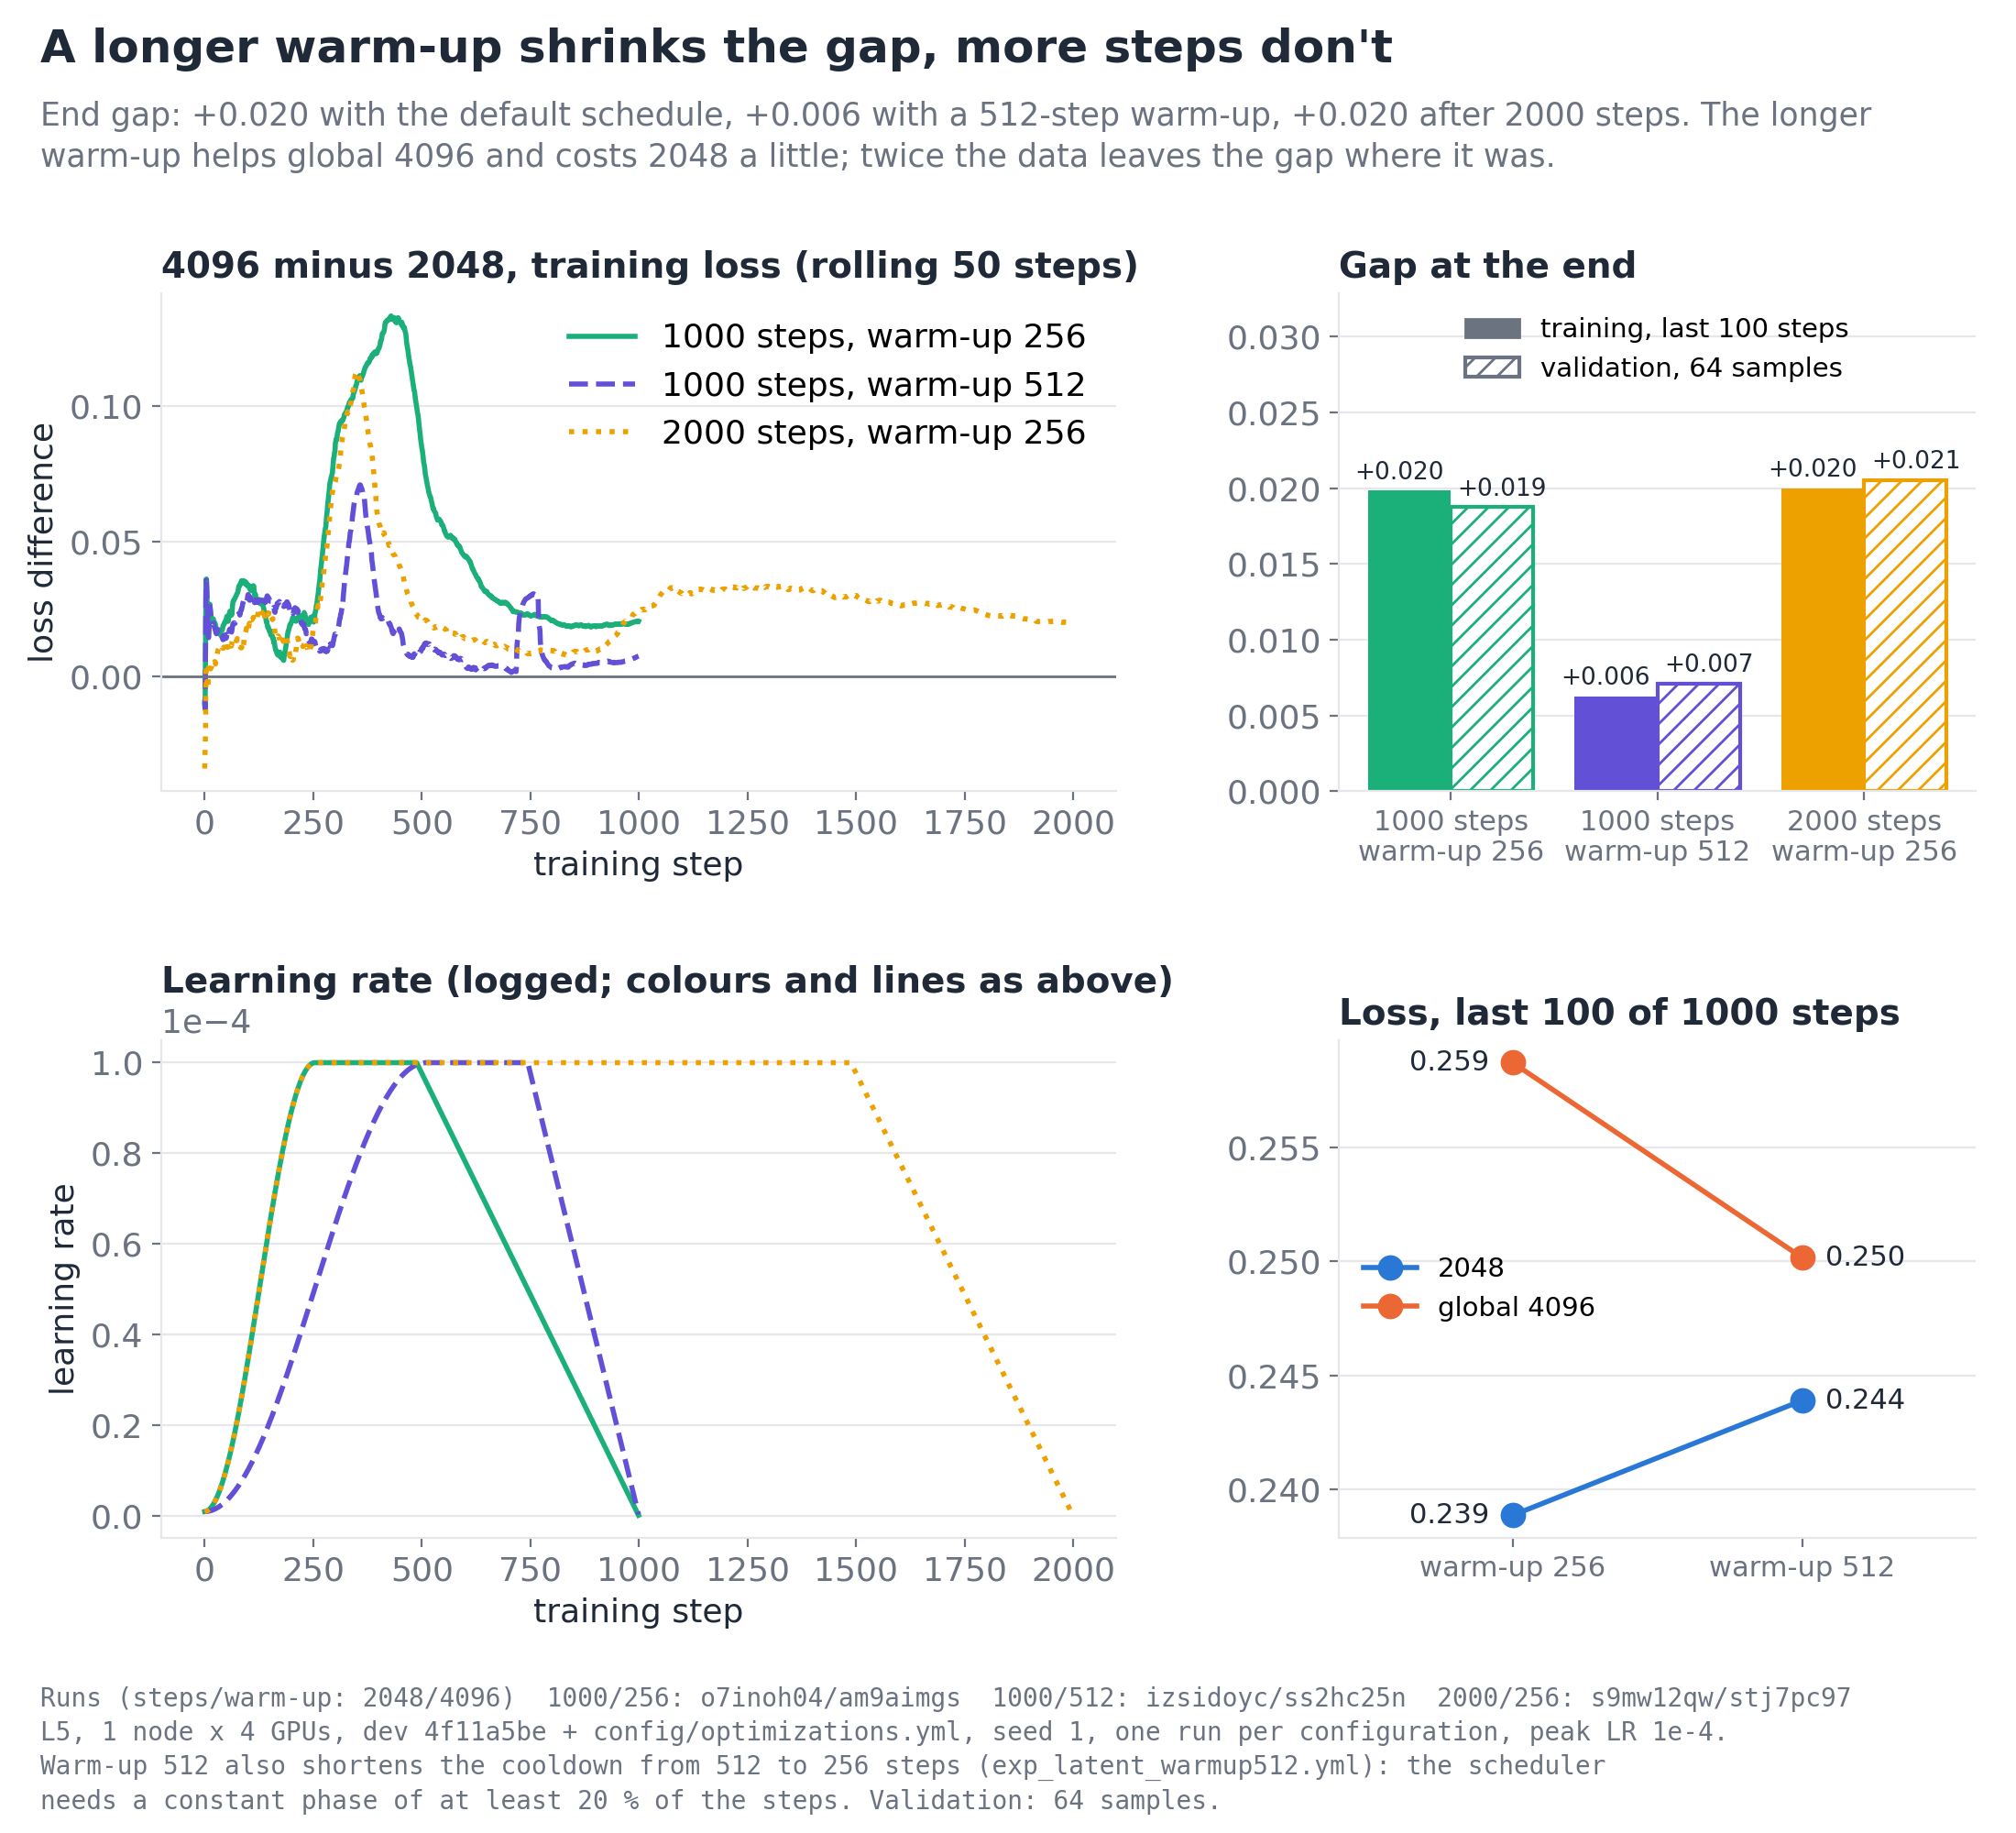 A longer warm-up shrinks the gap, more steps don't
End gap: +0.020 with the default schedule, +0.006 with a 512-step warm-up, +0.020 after 2000 steps. The longer
warm-up helps global 4096 and costs 2048 a little; twice the data leaves the gap where it was.
4096 minus 2048, training loss (rolling 50 steps)
1000 steps, warm-up 256
1000 steps, warm-up 512
2000 steps, warm-up 256
loss difference
0.10
0.05
0.00
0 250 500 750 1000 1250 1500 1750 2000
training step
Gap at the end
training, last 100 steps
validation, 64 samples
0.030
0.025
0.020
0.015
0.010
0.005
0.000
+0.020 +0.019
+0.006 +0.007
+0.020 +0.021
1000 steps 1000 steps 2000 steps
warm-up 256 warm-up 512 warm-up 256
Learning rate (logged; colours and lines as above)
1e−4
learning rate
1.0
0.8
0.6
0.4
0.2
0.0
0 250 500 750 1000 1250 1500 1750 2000
training step
Loss, last 100 of 1000 steps
0.255
0.250
0.245
0.240
0.259
0.250
2048
global 4096
0.244
0.239
warm-up 256 warm-up 512
Runs (steps/warm-up: 2048/4096)  1000/256: o7inoh04/am9aimgs  1000/512: izsidoyc/ss2hc25n  2000/256: s9mw12qw/stj7pc97
L5, 1 node x 4 GPUs, dev 4f11a5be + config/optimizations.yml, seed 1, one run per configuration, peak LR 1e-4.
Warm-up 512 also shortens the cooldown from 512 to 256 steps (exp_latent_warmup512.yml): the scheduler
needs a constant phase of at least 20 % of the steps. Validation: 64 samples.